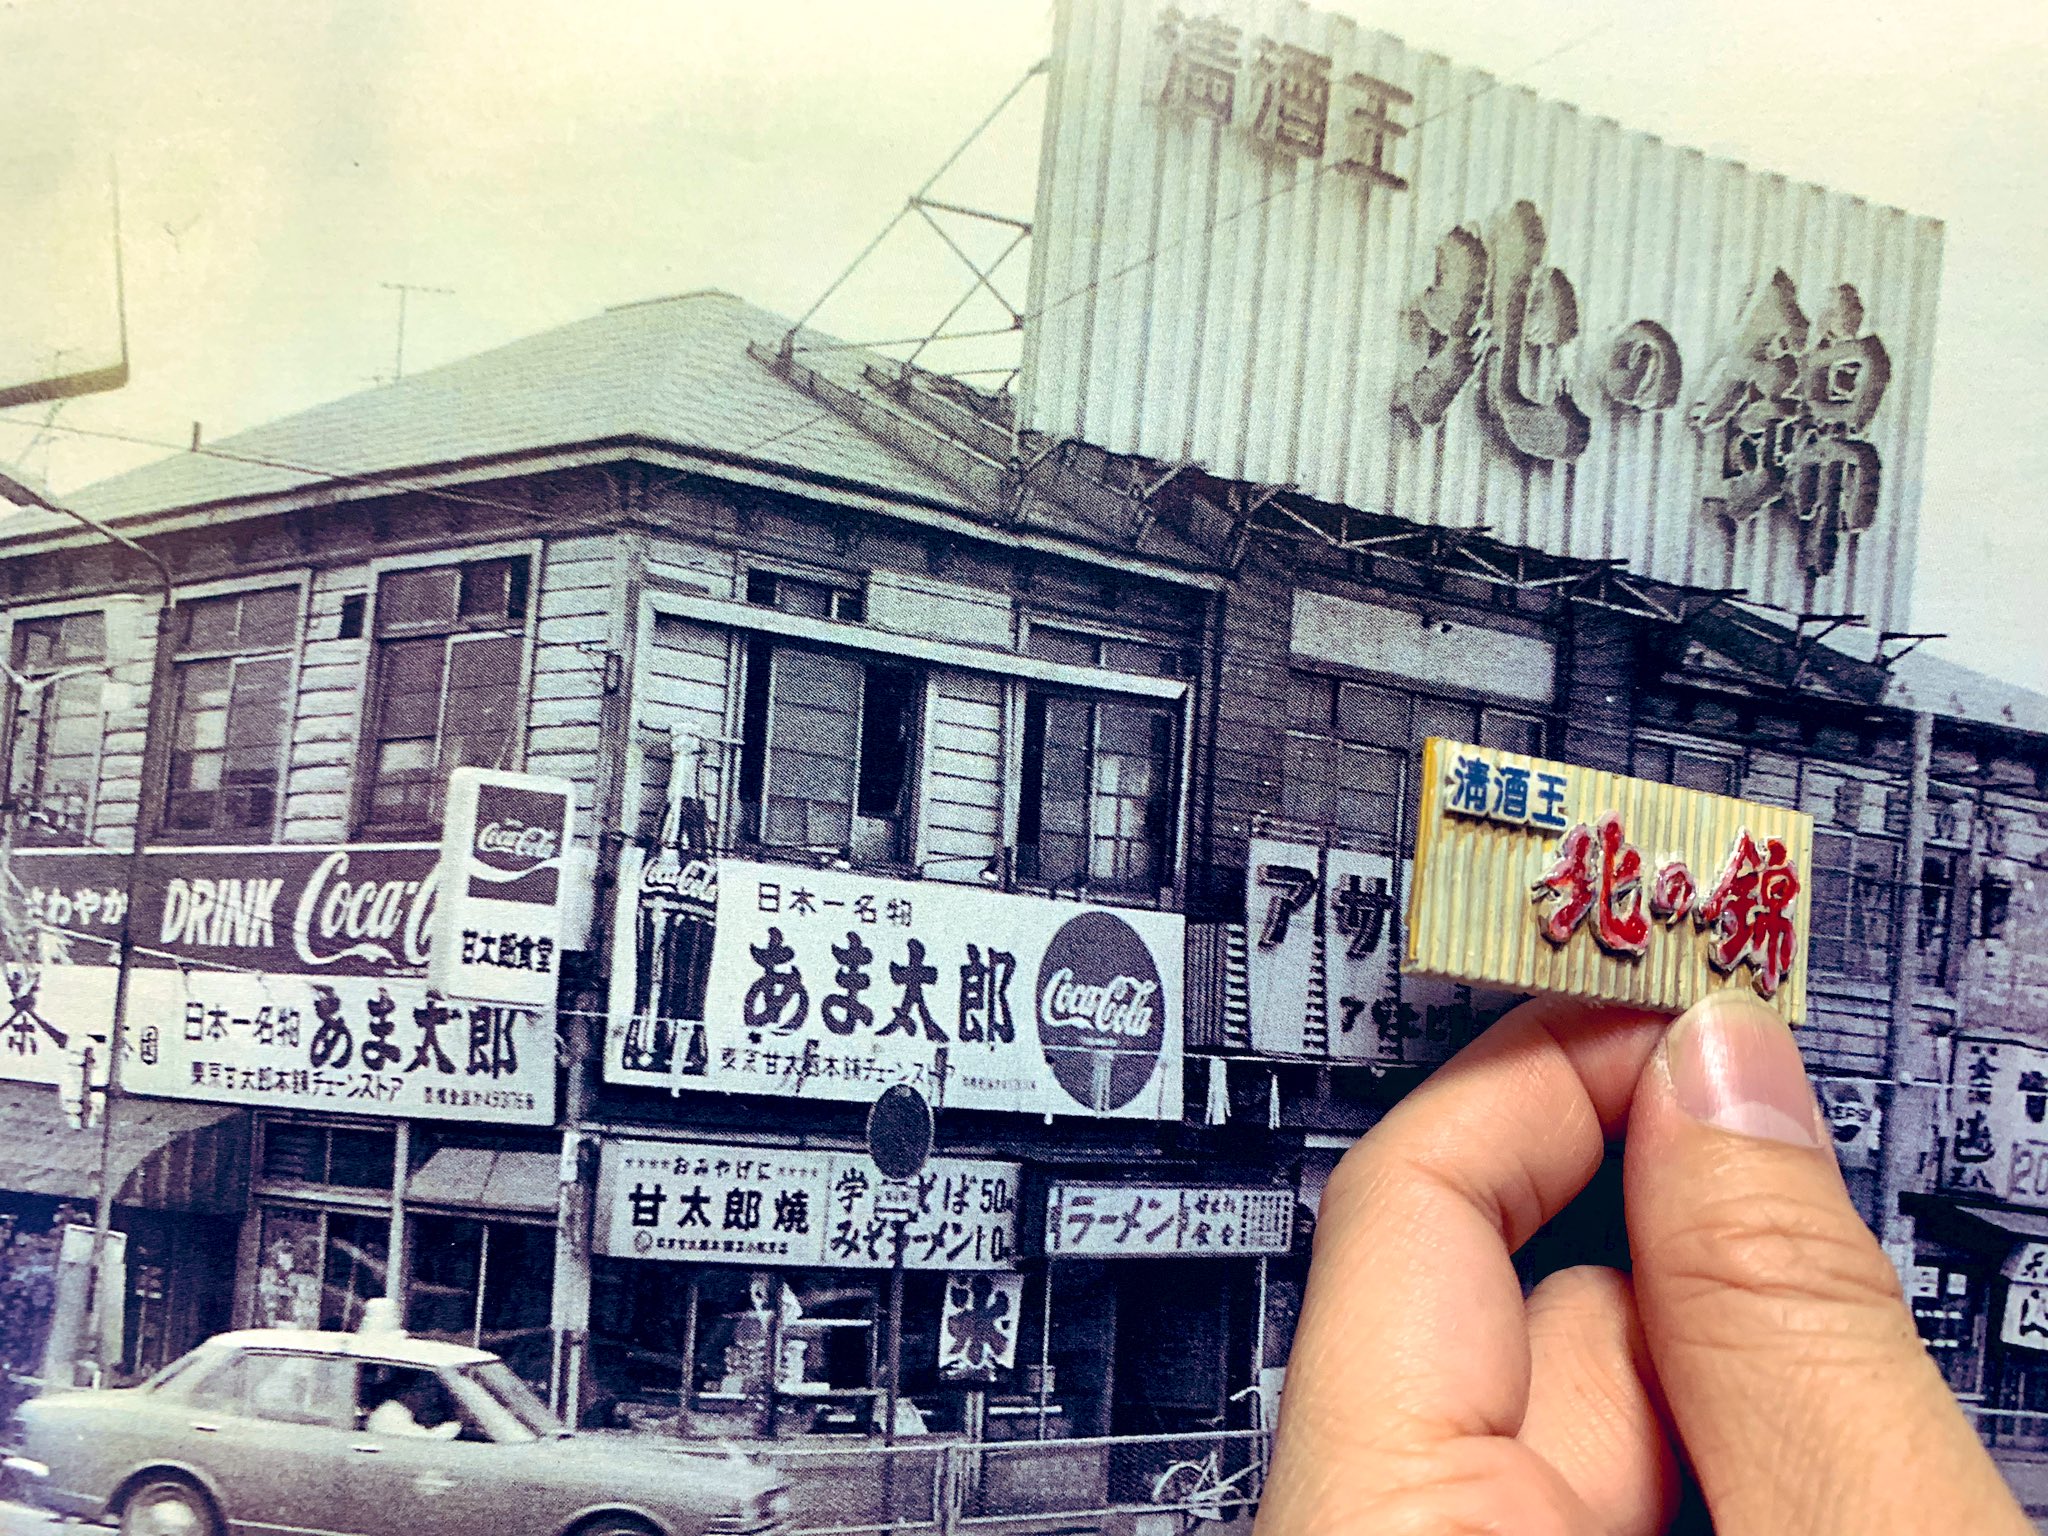 清酒王
北の錦
清酒王
北の錦
Coca-Cola
甘太郎食堂
さわやか
DRINK Coca-C
茶
日本一名物
あま太郎
東京甘太郎本舗チェーンストア
Coca-Cola
日本一名物
あま太郎
東京甘太郎本舗チェーンストア
Coca-Cola
アサ
おみやげに
甘太郎焼
学
そば50
みそラーメン
ラーメン
氷